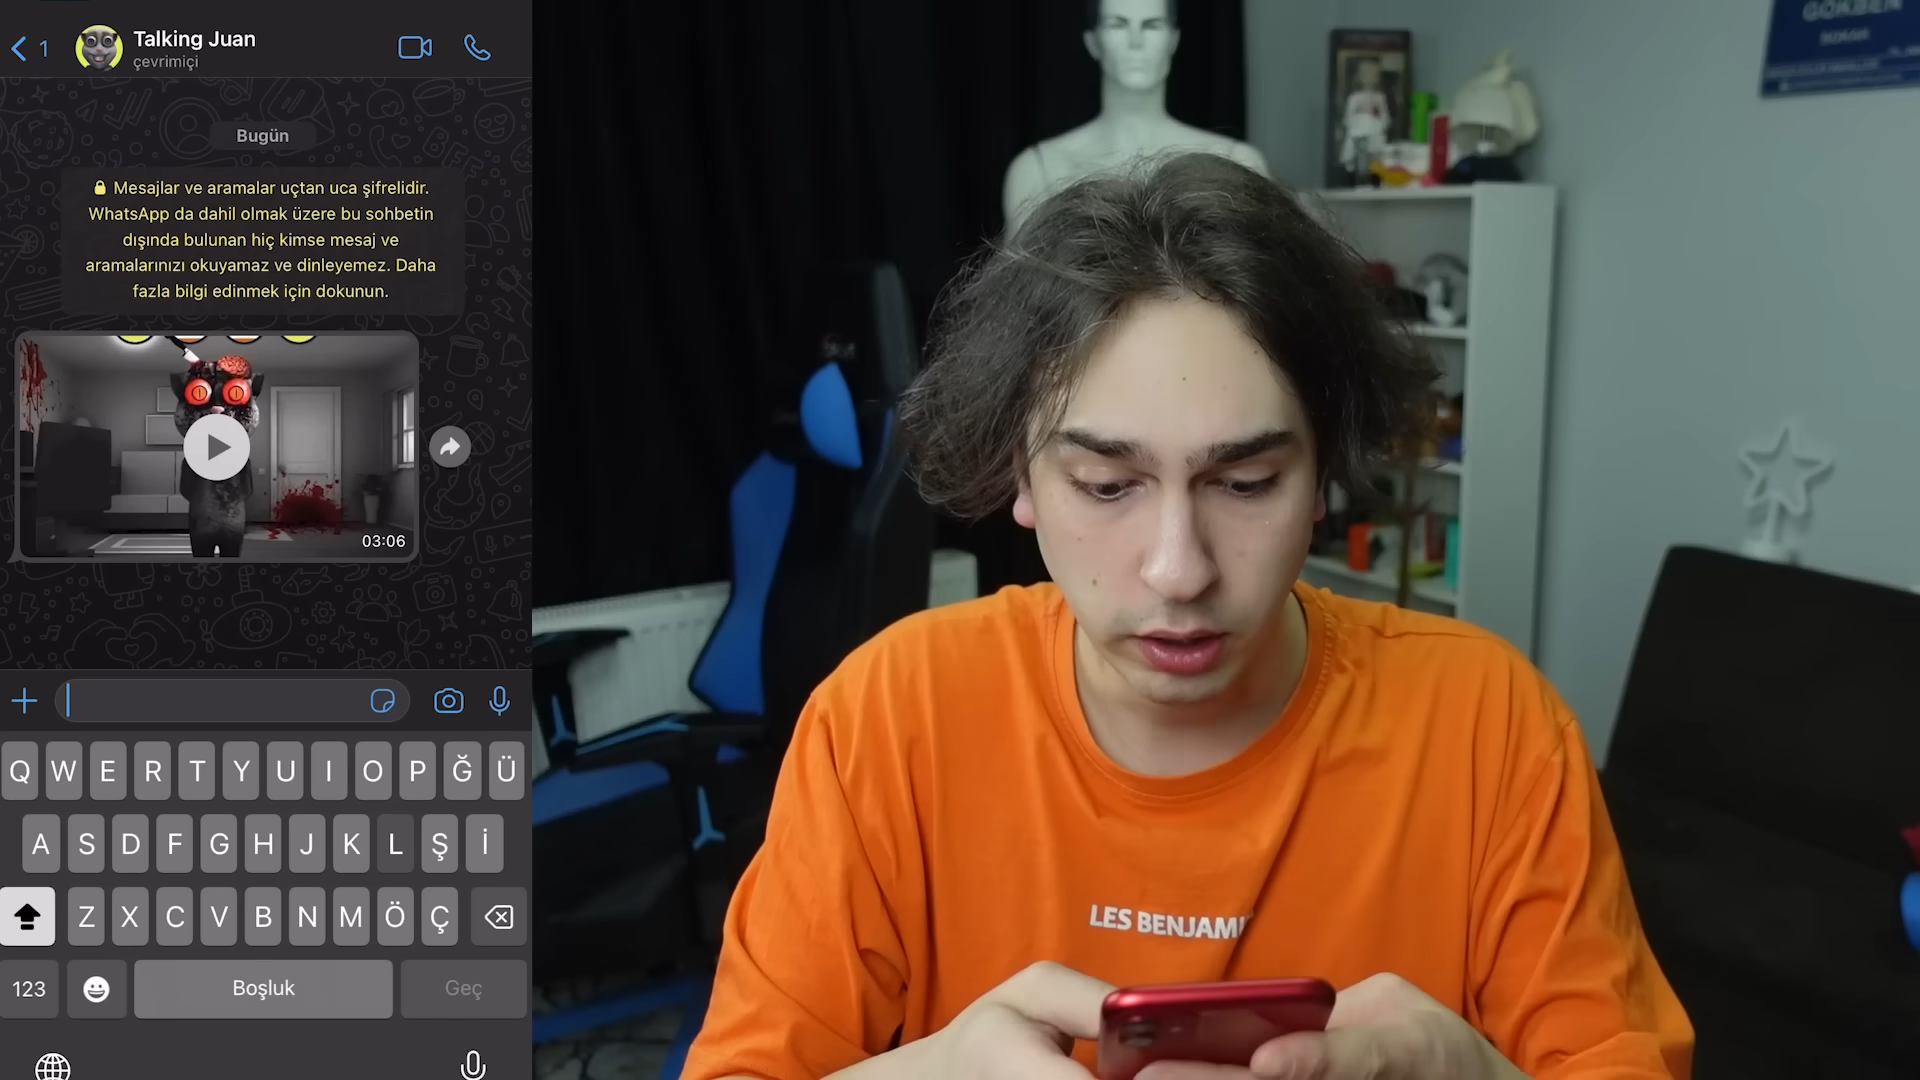 1
Talking Juan
çevrimiçi
Bugün
Mesajlar ve aramalar uçtan uca şifrelidir.
WhatsApp da dahil olmak üzere bu sohbetin
dışında bulunan hiç kimse mesaj ve
aramalarınızı okuyamaz ve dinleyemez. Daha
fazla bilgi edinmek için dokunun.
03:06
Q W E R T Y U I O P Ğ Ü
A S D F G H J K L Ş İ
Z X C V B N M Ö Ç
123
Boşluk
Geç
GÖKBEN
LES BENJAMI